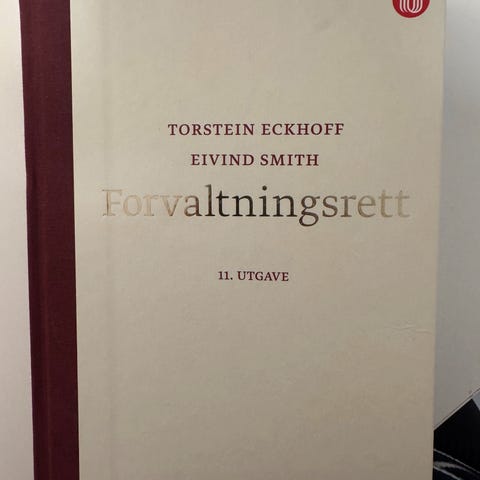 TORSTEIN ECKHOFF
EIVIND SMITH
Forvaltningsrett
11. UTGAVE